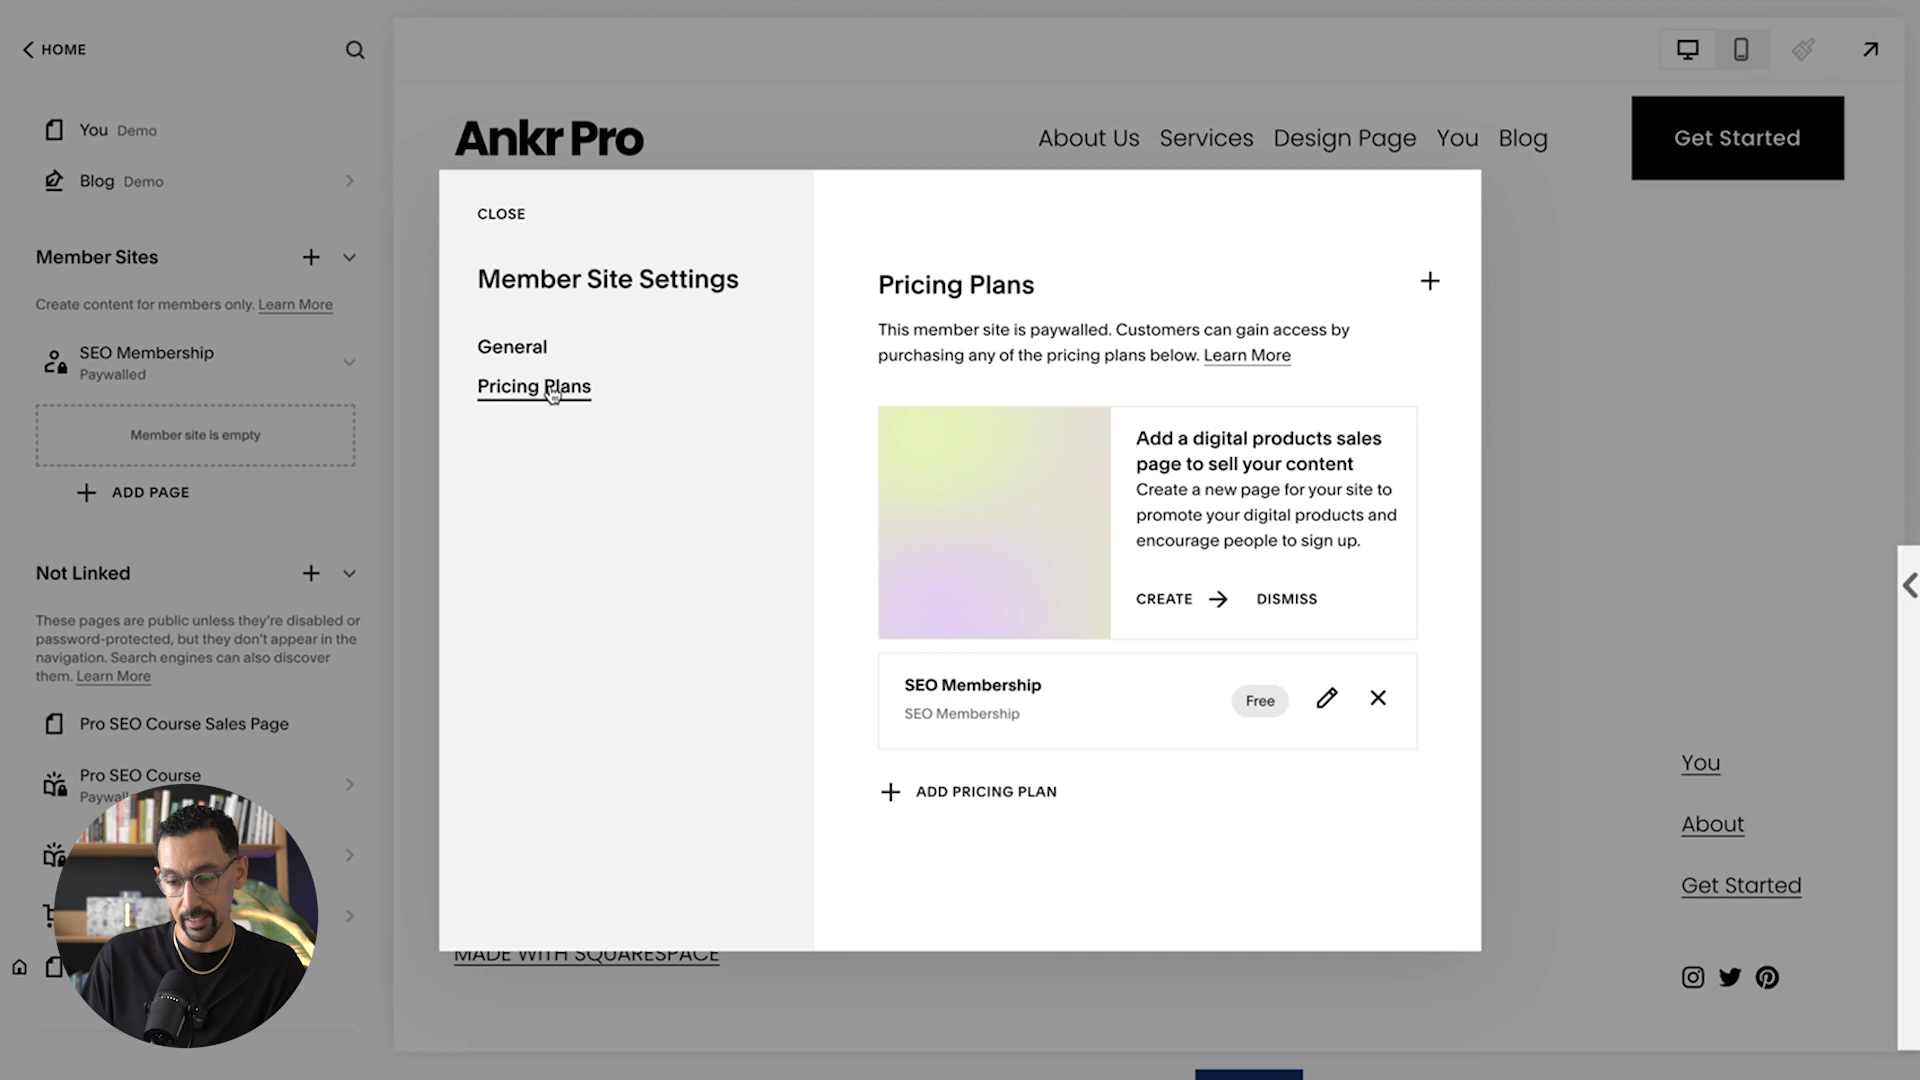 HOME
You Demo
Blog Demo
Member Sites
Create content for members only. Learn More
SEO Membership
Paywalled
Member site is empty
ADD PAGE
Not Linked
These pages are public unless they're disabled or
password-protected, but they don't appear in the
navigation. Search engines can also discover
them. Learn More
Pro SEO Course Sales Page
Pro SEO Course
Ankr Pro
About Us Services Design Page You Blog
Get Started
CLOSE
Member Site Settings
General
Pricing Plans
Pricing Plans
This member site is paywalled. Customers can gain access by
purchasing any of the pricing plans below. Learn More
Add a digital products sales
page to sell your content
Create a new page for your site to
promote your digital products and
encourage people to sign up.
CREATE DISMISS
SEO Membership
SEO Membership
Free
ADD PRICING PLAN
You
About
Get Started
MADE WITH SQUARESPACE